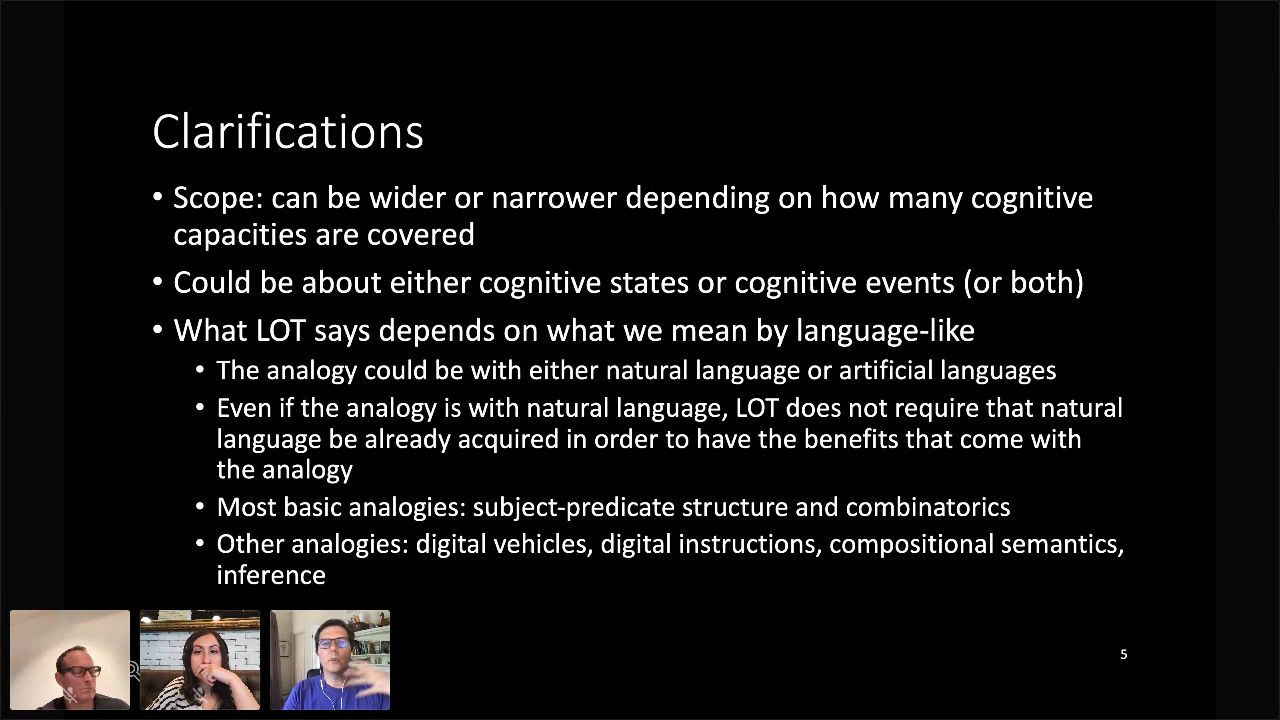 Clarifications
• Scope: can be wider or narrower depending on how many cognitive
capacities are covered
• Could be about either cognitive states or cognitive events (or both)
• What LOT says depends on what we mean by language-like
• The analogy could be with either natural language or artificial languages
• Even if the analogy is with natural language, LOT does not require that natural
language be already acquired in order to have the benefits that come with
the analogy
• Most basic analogies: subject-predicate structure and combinatorics
• Other analogies: digital vehicles, digital instructions, compositional semantics,
inference
5